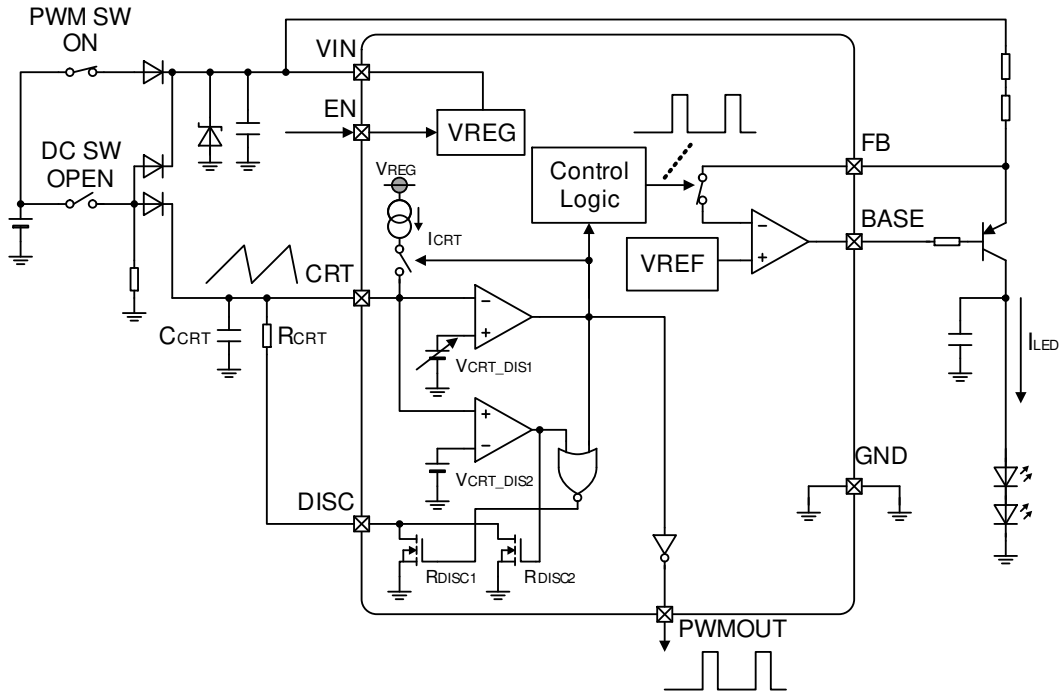 PWM SW
ON
VIN
EN
VREG
DC SW
OPEN
VREG
Control
Logic
FB
BASE
ICRT
VREF
CRT
CCRT
RCRT
−
+
−
+
VCRT_DIS1
+
−
VCRT_DIS2
ILED
GND
DISC
RDISC1
RDISC2
PWMOUT